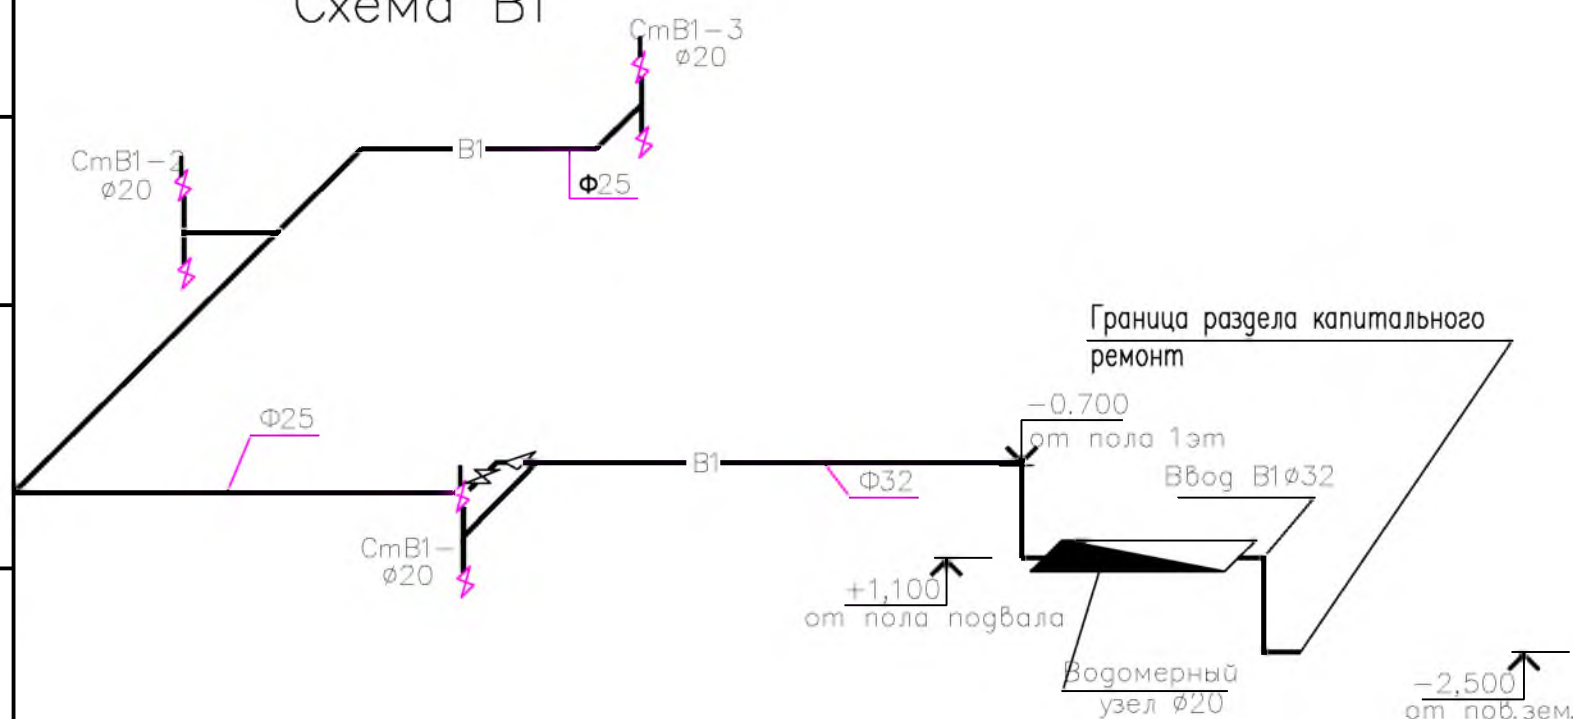 Схема В1
СтВ1-3
ø20
СтВ1-2
ø20
В1
Ф25
Граница раздела капитального
ремонт
Ф25
-0.700
от пола 1эт
В1
Ф32
Ввод В1ø32
СтВ1-
ø20
+1,100
от пола подвала
Водомерный
узел ø20
-2,500
от пов.зем.